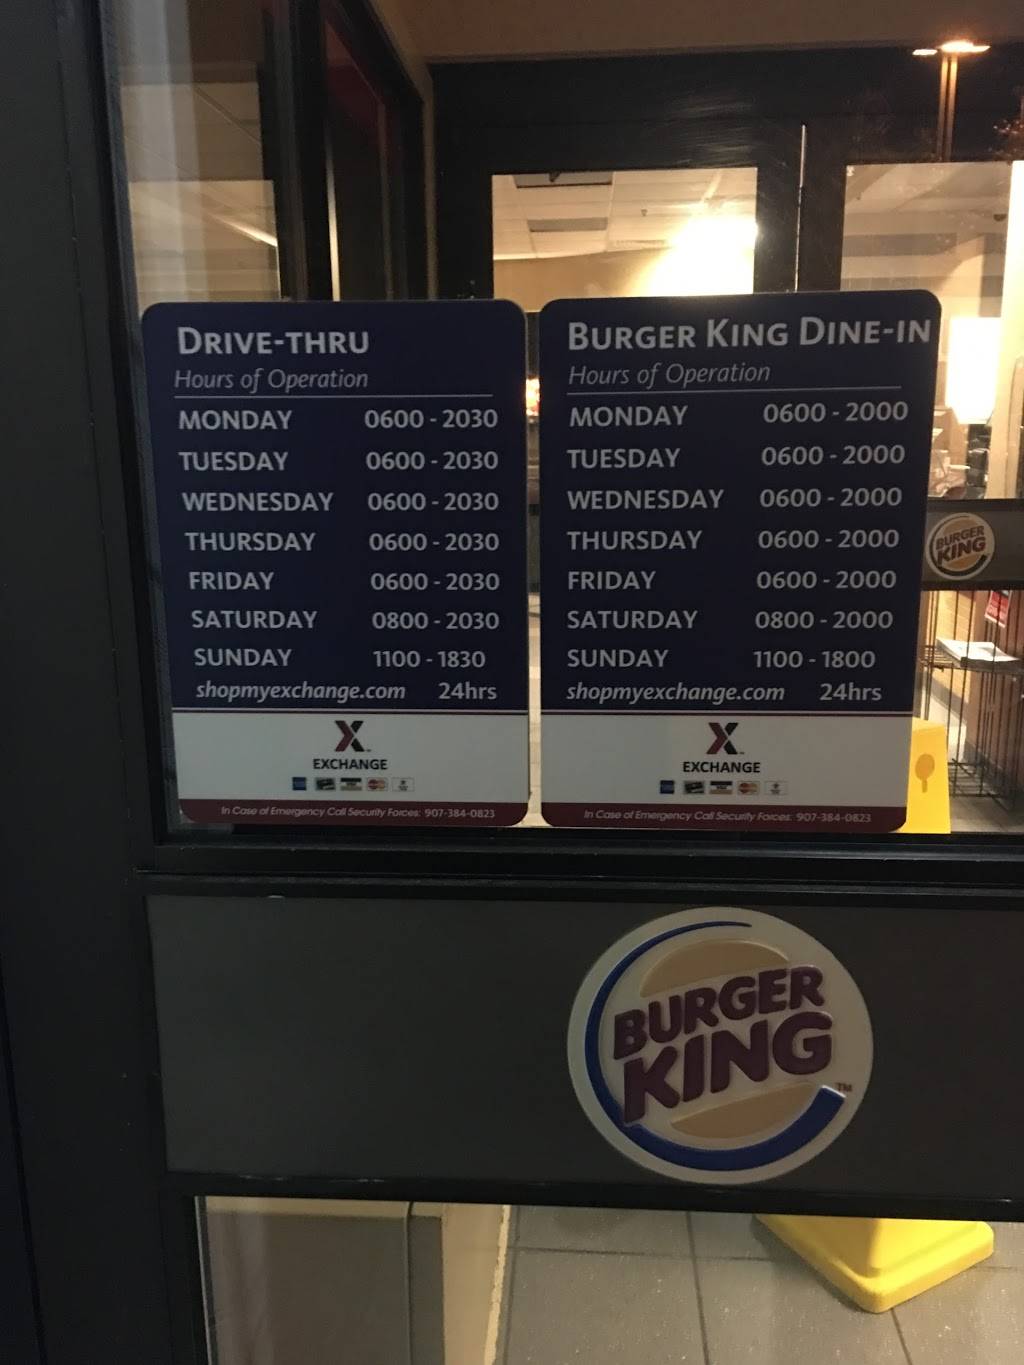 DRIVE-THRU
Hours of Operation
MONDAY 0600 - 2030
TUESDAY 0600 - 2030
WEDNESDAY 0600 - 2030
THURSDAY 0600 - 2030
FRIDAY 0600 - 2030
SATURDAY 0800 - 2030
SUNDAY 1100 - 1830
shopmyexchange.com 24hrs
X
EXCHANGE
In Case of Emergency Call Security Forces: 907-384-0823
BURGER KING DINE-IN
Hours of Operation
MONDAY 0600 - 2000
TUESDAY 0600 - 2000
WEDNESDAY 0600 - 2000
THURSDAY 0600 - 2000
FRIDAY 0600 - 2000
SATURDAY 0800 - 2000
SUNDAY 1100 - 1800
shopmyexchange.com 24hrs
X
EXCHANGE
In Case of Emergency Call Security Forces: 907-384-0823
BURGER
KING
BURGER
KING
TM